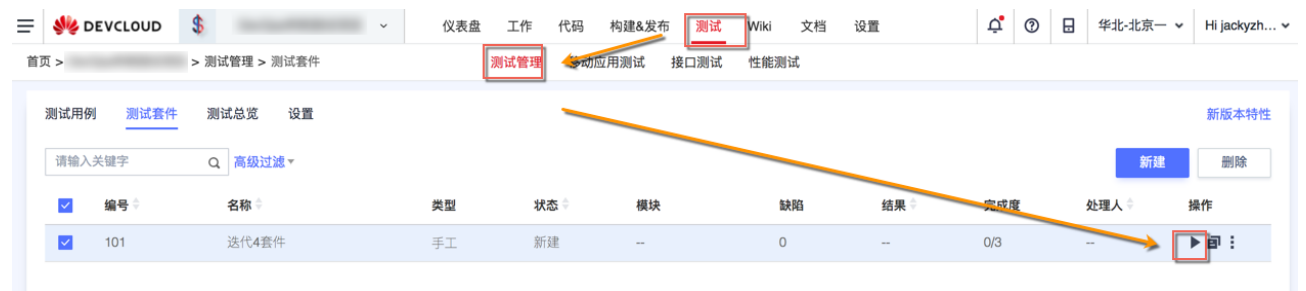 DEVCLOUD 仪表盘 工作 代码 构建&发布 测试 Wiki 文档 设置 华北-北京一 Hi jackyzh...
首页 > > 测试管理 > 测试套件 测试管理 移动应用测试 接口测试 性能测试
测试用例 测试套件 测试总览 设置 新版本特性
请输入关键字 高级过滤 新建 删除
编号 名称 类型 状态 模块 缺陷 结果 完成度 处理人 操作
101 迭代4套件 手工 新建 -- 0 -- 0/3 --